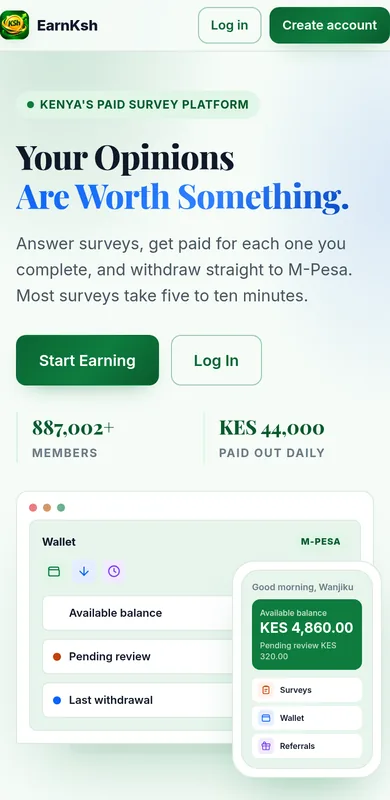 KSh
EarnKsh
Log in
Create account
KENYA'S PAID SURVEY PLATFORM
Your Opinions
Are Worth Something.
Answer surveys, get paid for each one you
complete, and withdraw straight to M-Pesa.
Most surveys take five to ten minutes.
Start Earning
Log In
887,002+
MEMBERS
KES 44,000
PAID OUT DAILY
Wallet
M-PESA
Available balance
Pending review
Last withdrawal
Good morning, Wanjiku
Available balance
KES 4,860.00
Pending review KES
320.00
Surveys
Wallet
Referrals